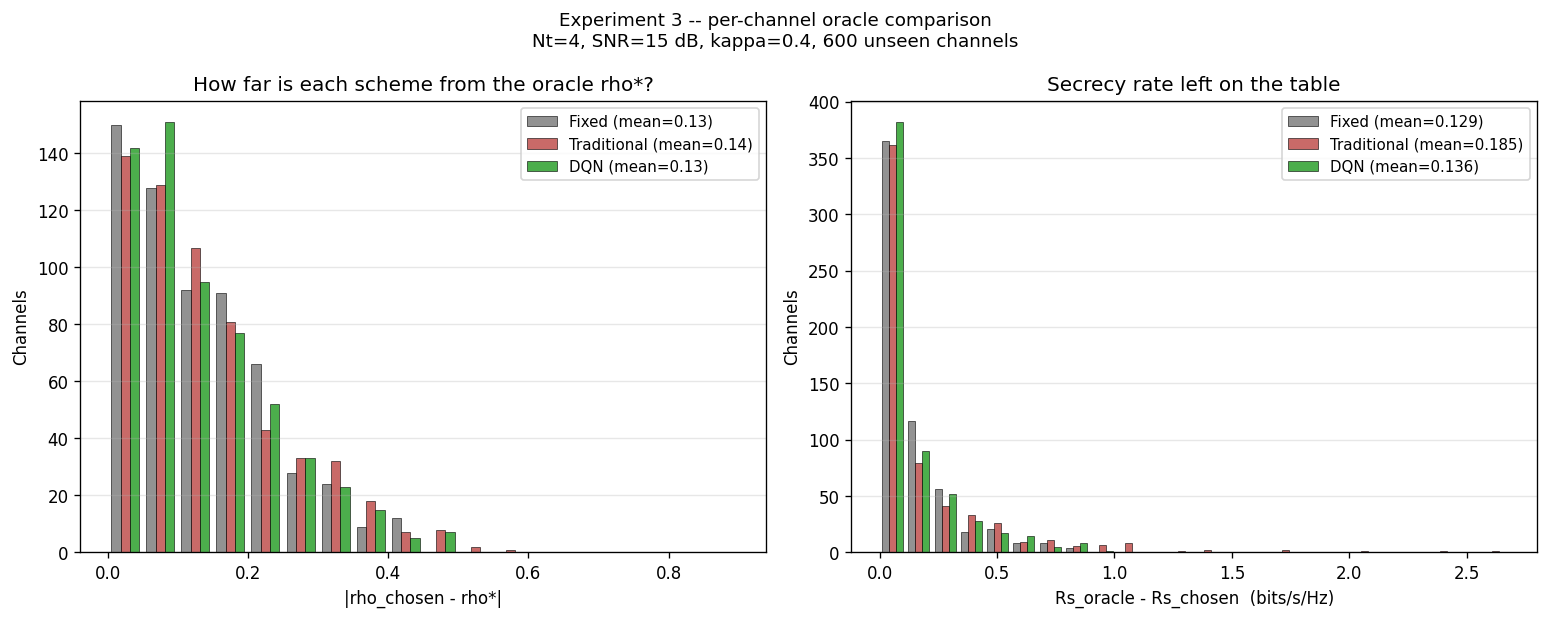 Experiment 3 -- per-channel oracle comparison
Nt=4, SNR=15 dB, kappa=0.4, 600 unseen channels
How far is each scheme from the oracle rho*?
Fixed (mean=0.13)
Traditional (mean=0.14)
DQN (mean=0.13)
140
120
100
80
60
40
20
0
Channels
0.0 0.2 0.4 0.6 0.8
|rho_chosen - rho*|
Secrecy rate left on the table
Fixed (mean=0.129)
Traditional (mean=0.185)
DQN (mean=0.136)
400
350
300
250
200
150
100
50
0
Channels
0.0 0.5 1.0 1.5 2.0 2.5
Rs_oracle - Rs_chosen (bits/s/Hz)